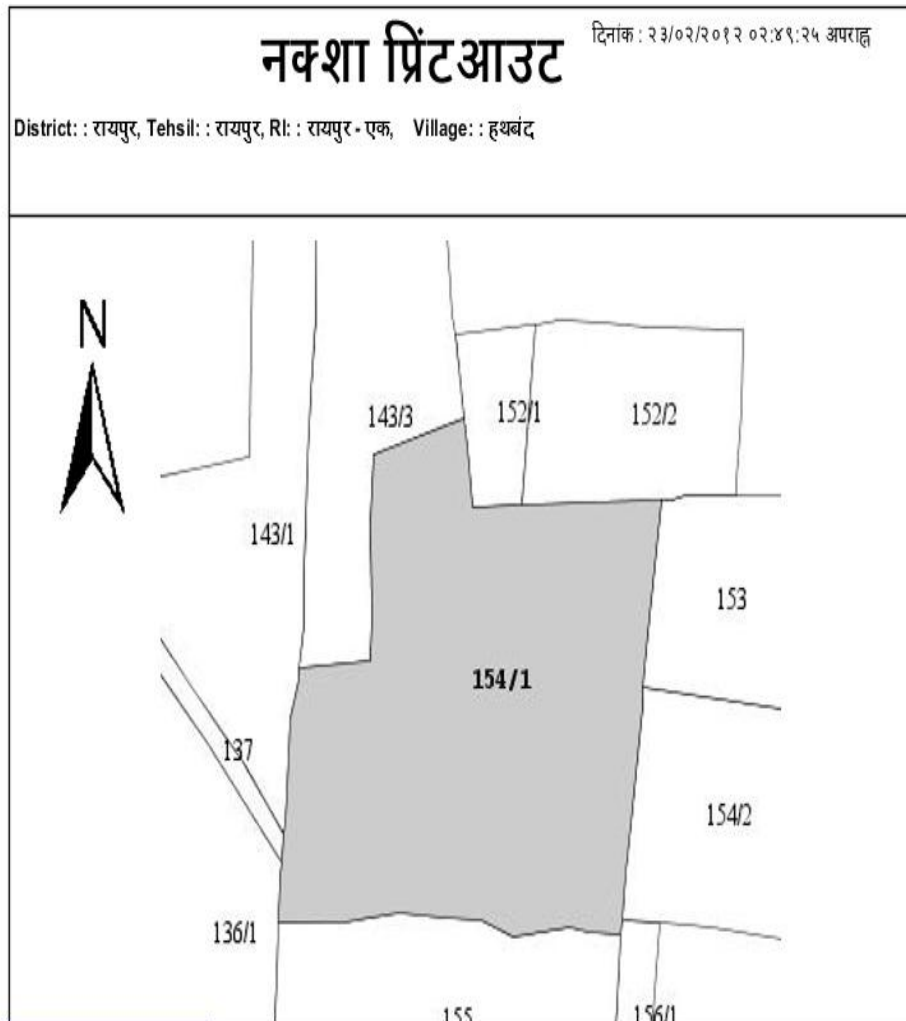 नक्शा प्रिंटआउट
दिनांक : २३/०२/२०१२ ०२:४९:२५ अपराह्न
District: : रायपुर, Tehsil: : रायपुर, RI: : रायपुर - एक, Village: : हथबंद
N
143/3
152/1
152/2
143/1
153
154/1
137
154/2
136/1
155
156/1